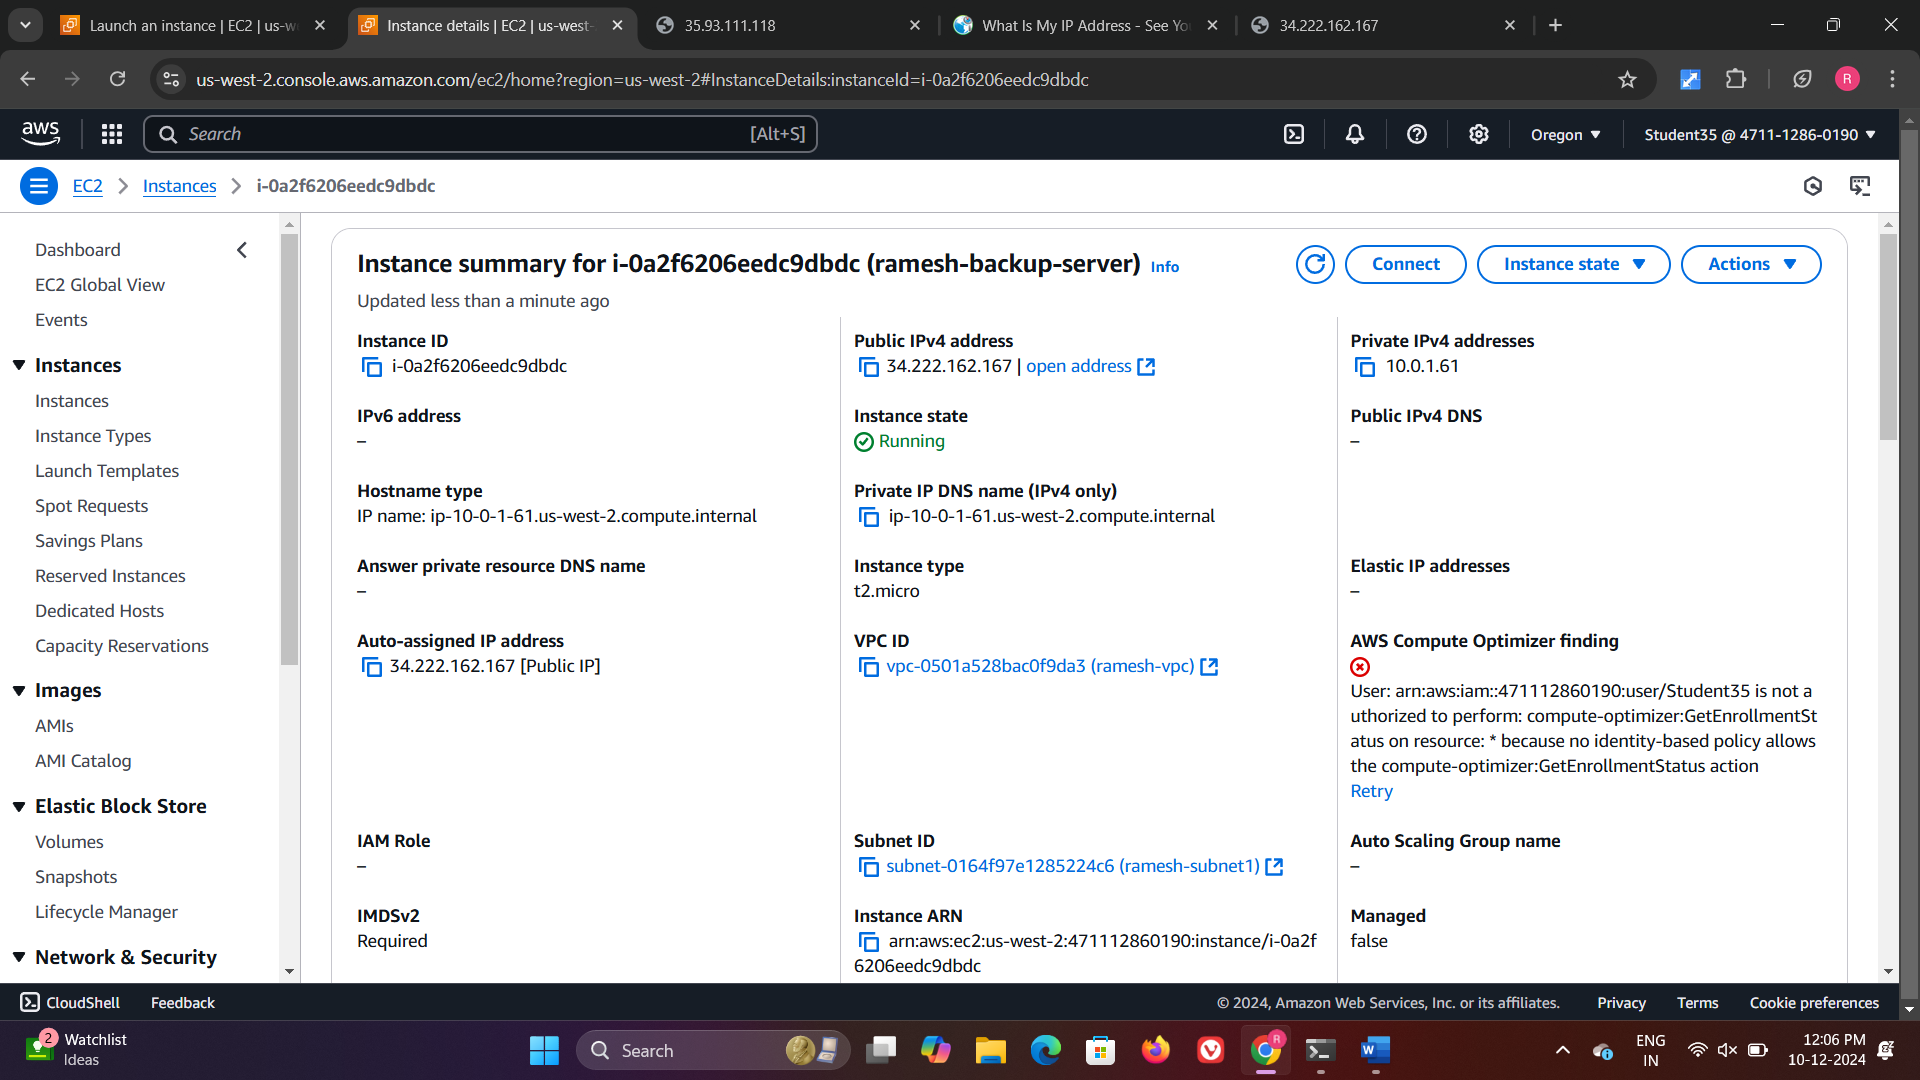 Launch an instance | EC2 | us-w
Instance details | EC2 | us-west-
35.93.111.118
What Is My IP Address - See Yo
34.222.162.167
us-west-2.console.aws.amazon.com/ec2/home?region=us-west-2#InstanceDetails:instanceId=i-0a2f6206eedc9dbdc
R
aws
Search
[Alt+S]
Oregon
Student35 @ 4711-1286-0190
EC2
Instances
i-0a2f6206eedc9dbdc
Dashboard
EC2 Global View
Events
Instances
Instances
Instance Types
Launch Templates
Spot Requests
Savings Plans
Reserved Instances
Dedicated Hosts
Capacity Reservations
Images
AMIs
AMI Catalog
Elastic Block Store
Volumes
Snapshots
Lifecycle Manager
Network & Security
Instance summary for i-0a2f6206eedc9dbdc (ramesh-backup-server) Info
Updated less than a minute ago
Connect
Instance state
Actions
Instance ID
i-0a2f6206eedc9dbdc
Public IPv4 address
34.222.162.167 | open address
Private IPv4 addresses
10.0.1.61
IPv6 address
–
Instance state
Running
Public IPv4 DNS
–
Hostname type
IP name: ip-10-0-1-61.us-west-2.compute.internal
Private IP DNS name (IPv4 only)
ip-10-0-1-61.us-west-2.compute.internal
Answer private resource DNS name
–
Instance type
t2.micro
Elastic IP addresses
–
Auto-assigned IP address
34.222.162.167 [Public IP]
VPC ID
vpc-0501a528bac0f9da3 (ramesh-vpc)
AWS Compute Optimizer finding
User: arn:aws:iam::471112860190:user/Student35 is not a
uthorized to perform: compute-optimizer:GetEnrollmentSt
atus on resource: * because no identity-based policy allows
the compute-optimizer:GetEnrollmentStatus action
Retry
IAM Role
–
Subnet ID
subnet-0164f97e1285224c6 (ramesh-subnet1)
Auto Scaling Group name
–
IMDSv2
Required
Instance ARN
arn:aws:ec2:us-west-2:471112860190:instance/i-0a2f
6206eedc9dbdc
Managed
false
CloudShell
Feedback
© 2024, Amazon Web Services, Inc. or its affiliates.
Privacy
Terms
Cookie preferences
2
Watchlist
Ideas
Search
R
ENG
IN
12:06 PM
10-12-2024